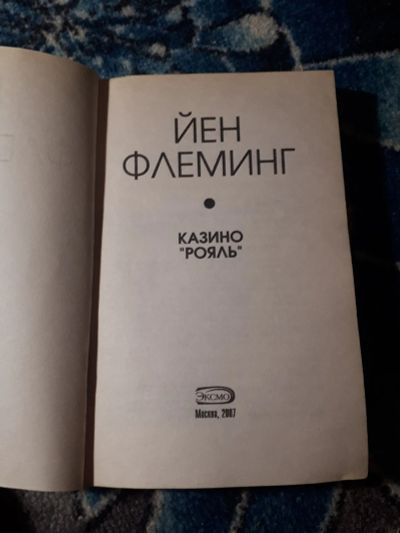 ЙЕН
ФЛЕМИНГ
КАЗИНО
"РОЯЛЬ"
ЭКСМО
Москва, 2007